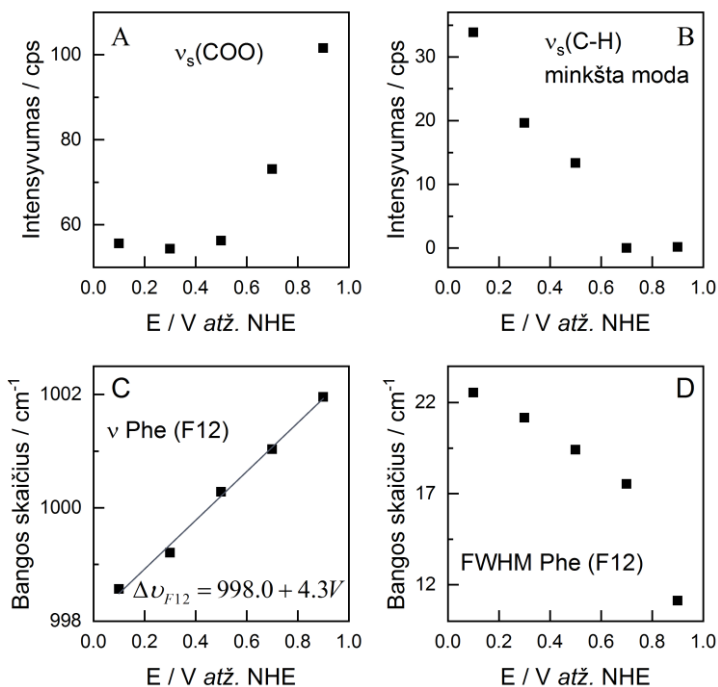 A
B
νs(COO)
νs(C-H)
minkšta moda
Intensyvumas / cps
100
80
60
0.0 0.2 0.4 0.6 0.8 1.0
E / V atž. NHE
Intensyvumas / cps
30
20
10
0
0.0 0.2 0.4 0.6 0.8 1.0
E / V atž. NHE
C
ν Phe (F12)
Bangos skaičius / cm-1
1002
1000
998
ΔυF12 = 998.0 + 4.3V
0.0 0.2 0.4 0.6 0.8 1.0
E / V atž. NHE
D
Bangos skaičius / cm-1
22
17
12
FWHM Phe (F12)
0.0 0.2 0.4 0.6 0.8 1.0
E / V atž. NHE